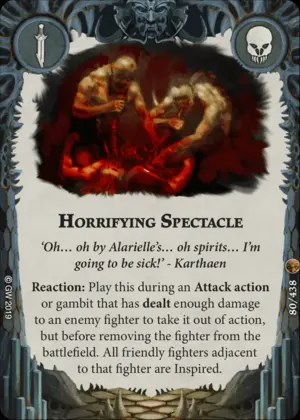 HORRIFYING SPECTACLE
‘Oh… oh by Alarielle’s… oh spirits… I’m
going to be sick!’ - Karthaen
Reaction: Play this during an Attack action
or gambit that has dealt enough damage
to an enemy fighter to take it out of action,
but before removing the fighter from the
battlefield. All friendly fighters adjacent
to that fighter are Inspired.
© GW 2019
80/438